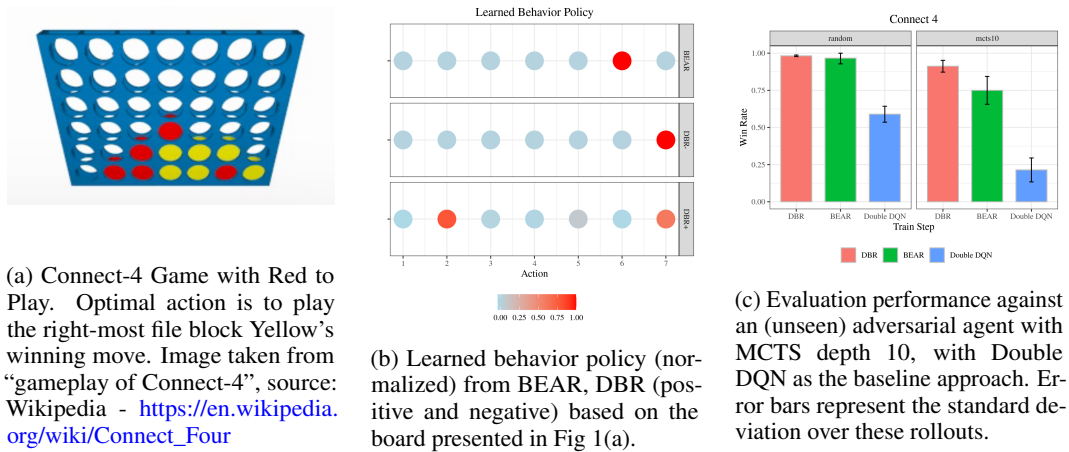 Learned Behavior Policy
BEAR
DBR-
DBR+
1 2 3 4 5 6 7
Action
0.00 0.25 0.50 0.75 1.00
Connect 4
random mcts10
1.00
0.75
0.50
0.25
0.00
Win Rate
DBR BEAR Double DQN DBR BEAR Double DQN
Train Step
DBR BEAR Double DQN
(a) Connect-4 Game with Red to
Play. Optimal action is to play
the right-most file block Yellow's
winning move. Image taken from
“gameplay of Connect-4”, source:
Wikipedia - https://en.wikipedia.
org/wiki/Connect_Four
(b) Learned behavior policy (nor-
malized) from BEAR, DBR (pos-
itive and negative) based on the
board presented in Fig 1(a).
(c) Evaluation performance against
an (unseen) adversarial agent with
MCTS depth 10, with Double
DQN as the baseline approach. Er-
ror bars represent the standard de-
viation over these rollouts.